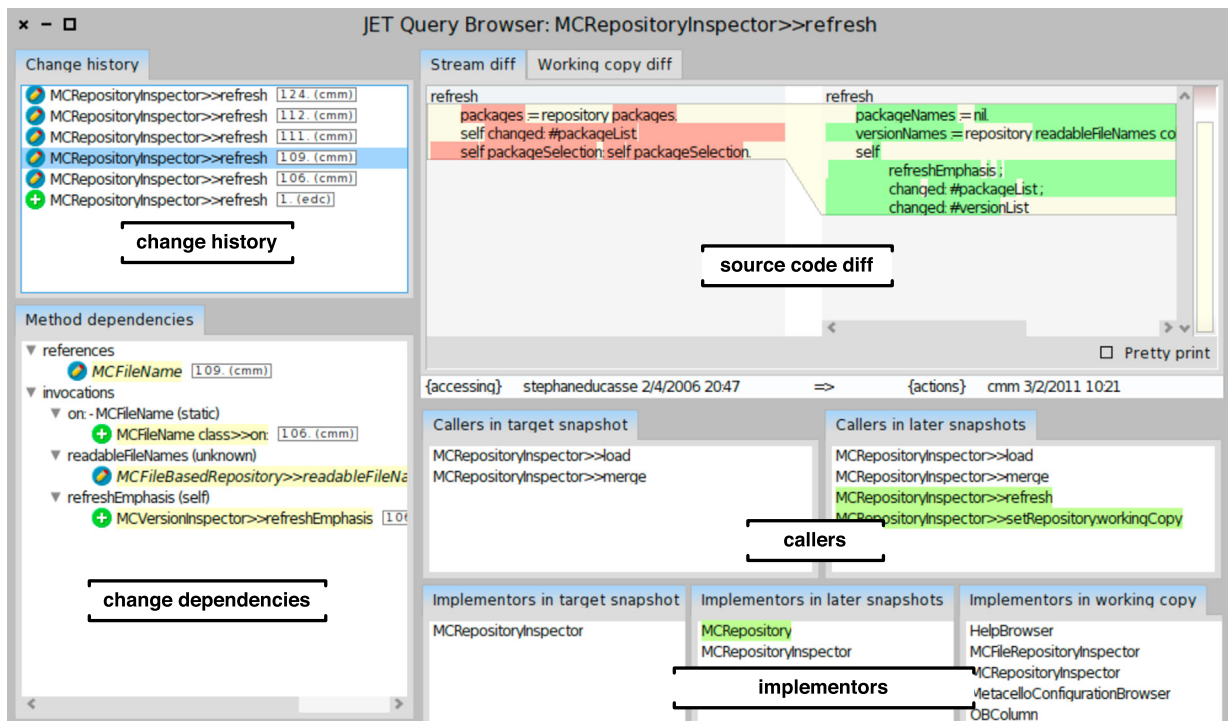 JET Query Browser: MCRepositoryInspector>>refresh
Change history
MCRepositoryInspector>>refresh 124. (cmm)
MCRepositoryInspector>>refresh 112. (cmm)
MCRepositoryInspector>>refresh 111. (cmm)
MCRepositoryInspector>>refresh 109. (cmm)
MCRepositoryInspector>>refresh 106. (cmm)
MCRepositoryInspector>>refresh 1. (edc)
change history
Stream diff Working copy diff
refresh
packages := repository packages.
self changed: #packageList.
self packageSelection: self packageSelection.
refresh
packageNames := nil.
versionNames := repository readableFileNames co
self
refreshEmphasis ;
changed: #packageList ;
changed: #versionList
source code diff
Pretty print
{accessing} stephaneducasse 2/4/2006 20:47 => {actions} cmm 3/2/2011 10:21
Method dependencies
references
MCFileName 109. (cmm)
invocations
on: - MCFileName (static)
MCFileName class>>on: 106. (cmm)
readableFileNames (unknown)
MCFileBasedRepository>>readableFileNa
refreshEmphasis (self)
MCVersionInspector>>refreshEmphasis 106
change dependencies
Callers in target snapshot
MCRepositoryInspector>>load
MCRepositoryInspector>>merge
Callers in later snapshots
MCRepositoryInspector>>load
MCRepositoryInspector>>merge
MCRepositoryInspector>>refresh
MCRepositoryInspector>>setRepository:workingCopy
callers
Implementors in target snapshot
MCRepositoryInspector
Implementors in later snapshots
MCRepository
MCRepositoryInspector
Implementors in working copy
HelpBrowser
MCFileRepositoryInspector
MCRepositoryInspector
MetacelloConfigurationBrowser
OBColumn
implementors